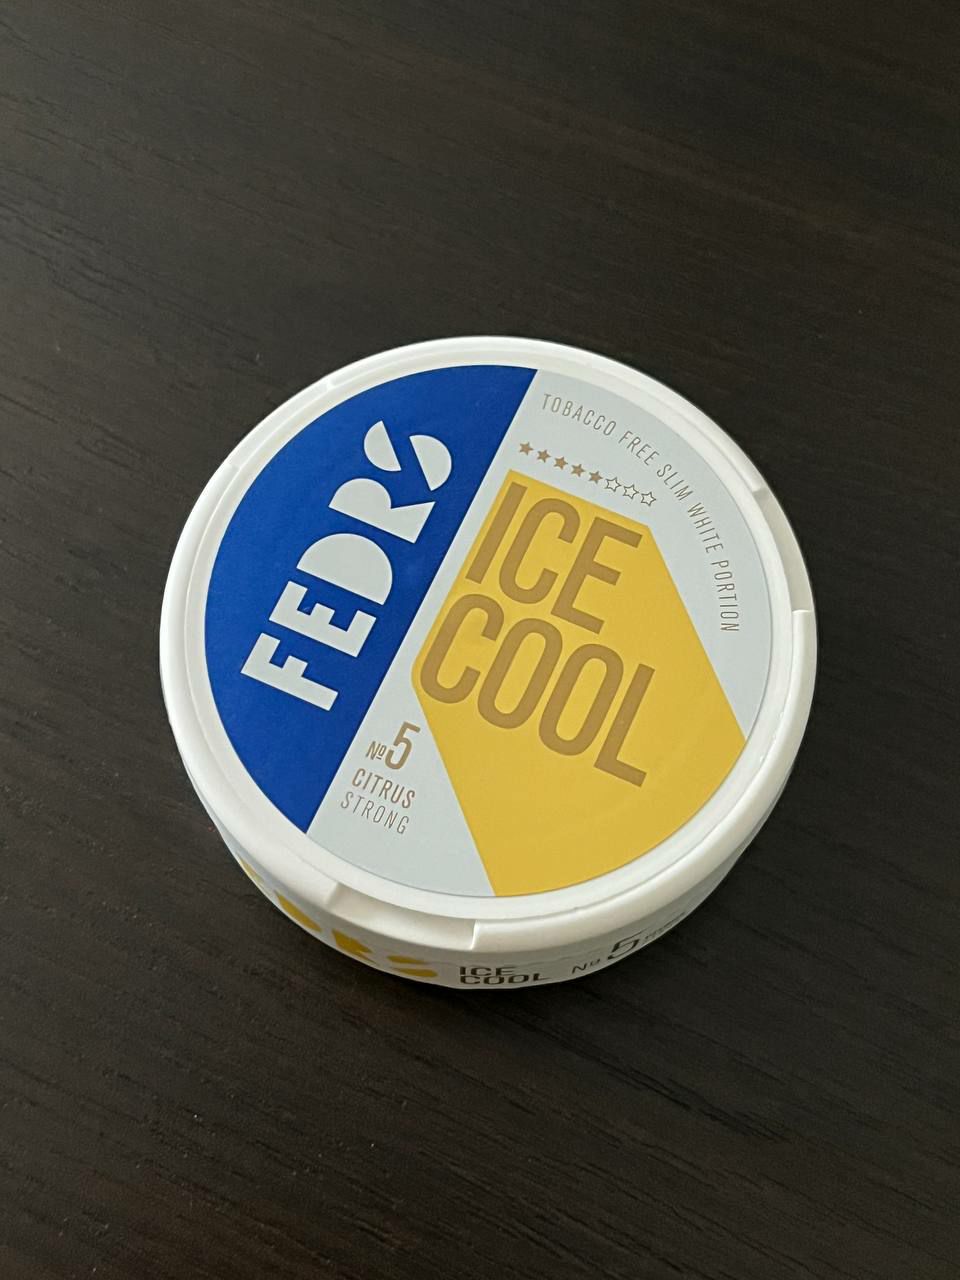 FEDRS
TOBACCO FREE SLIM WHITE PORTION
ICE
COOL
№5
CITRUS
STRONG
ICE
COOL
№5